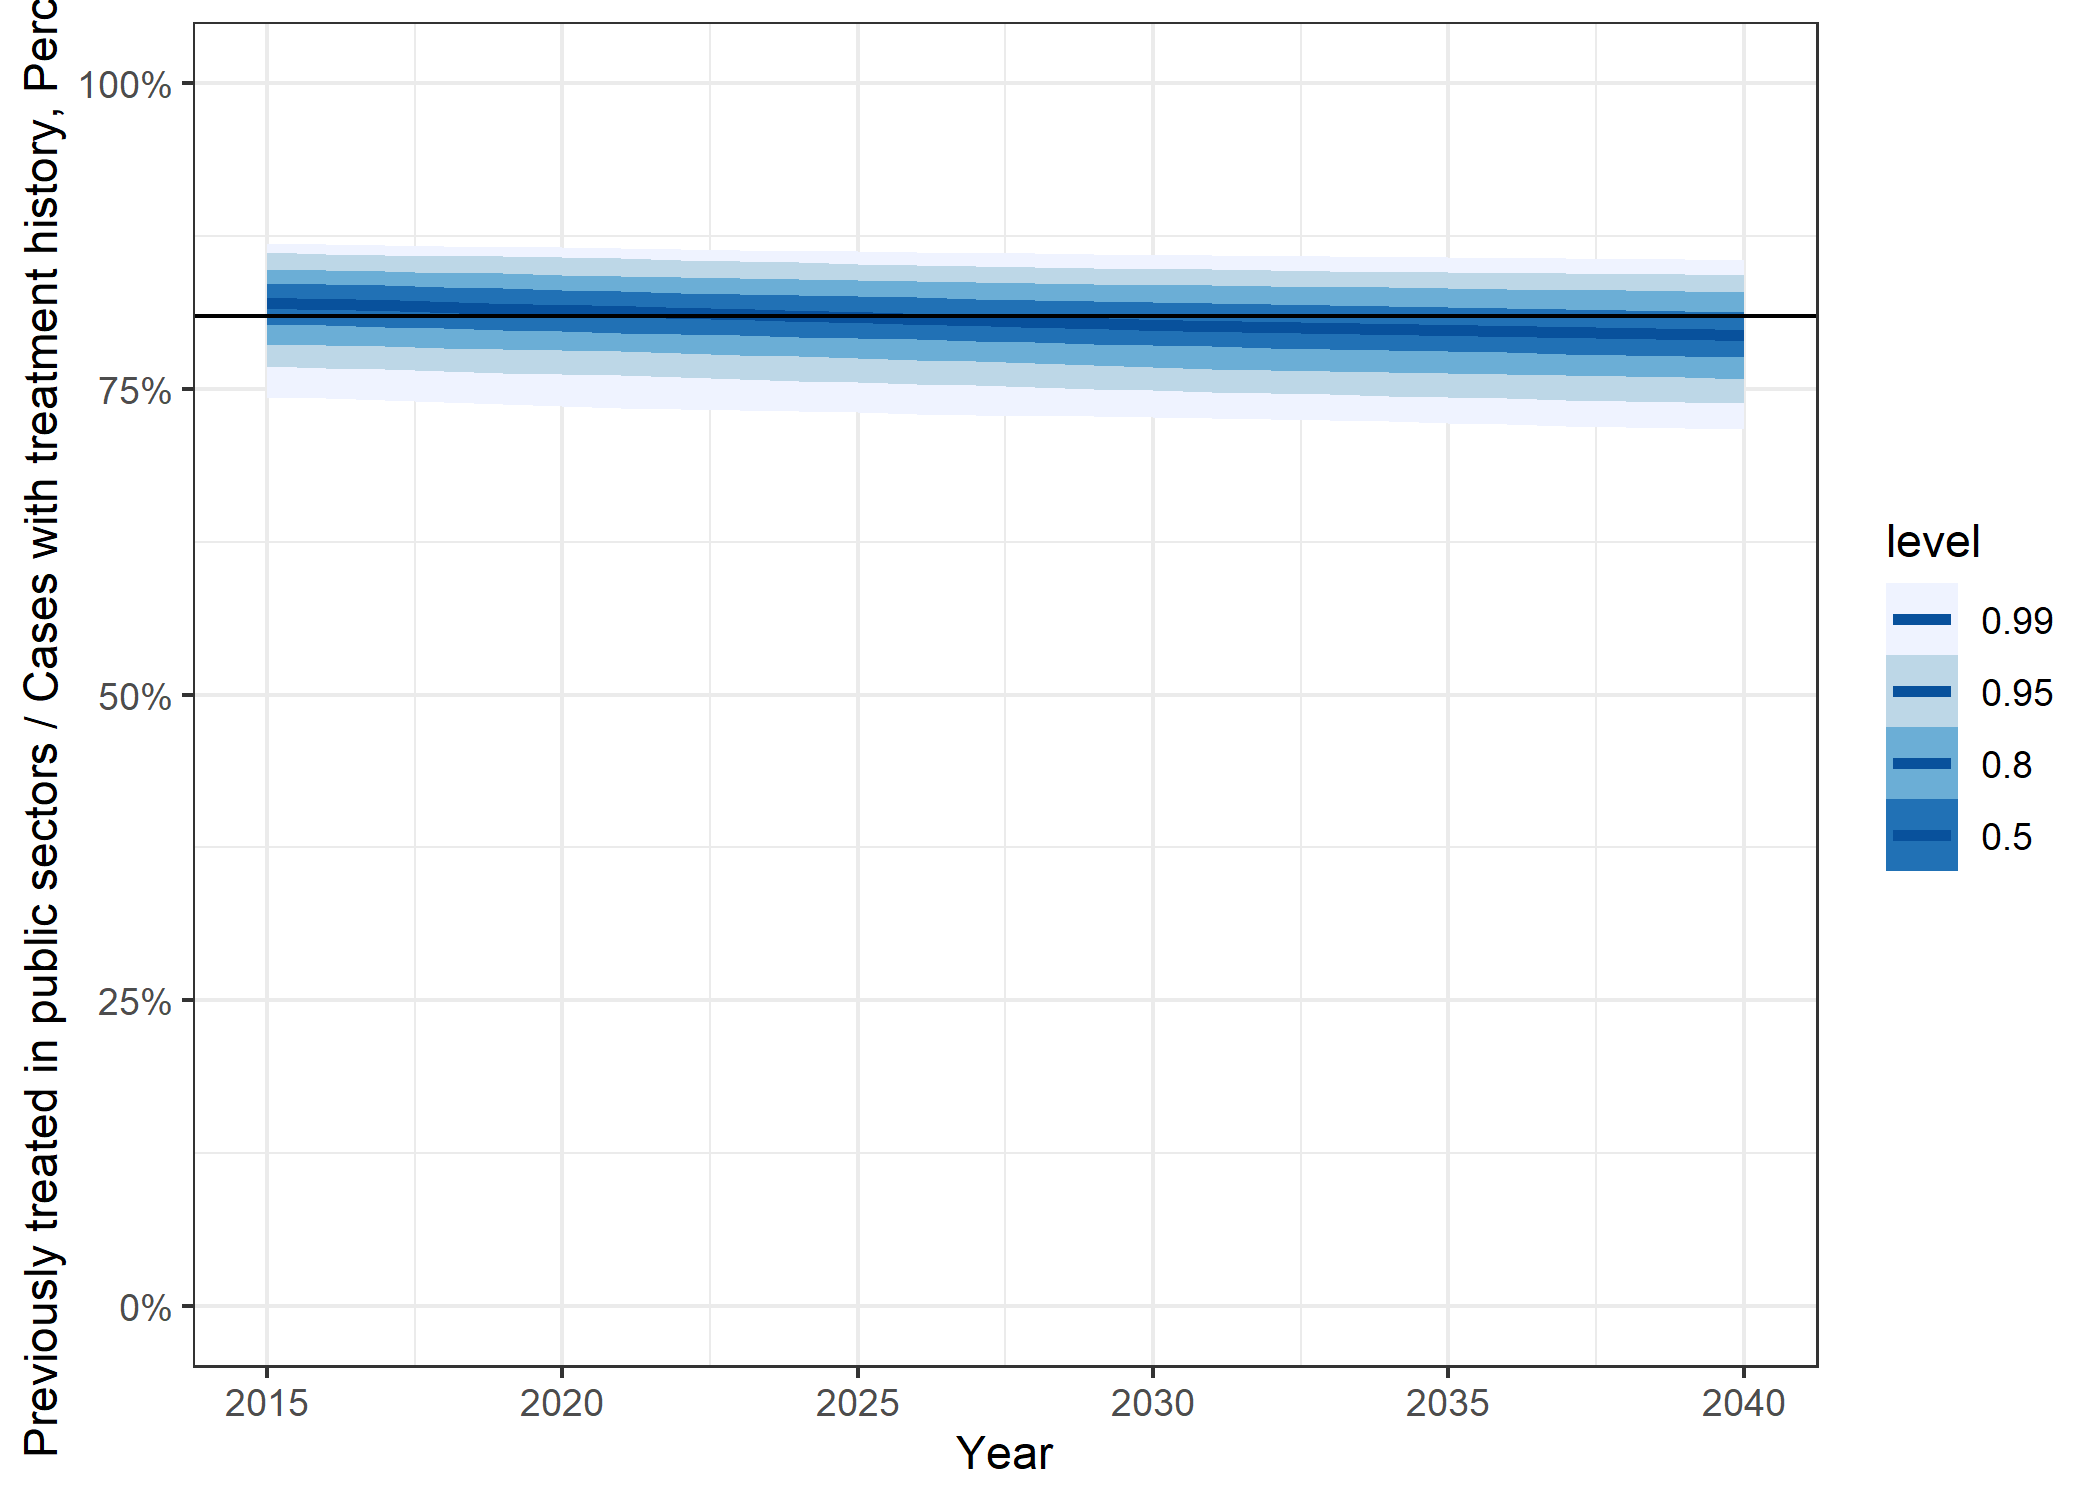 Previously treated in public sectors / Cases with treatment history, Perc
100%
75%
50%
25%
0%
2015 2020 2025 2030 2035 2040
Year
level
0.99
0.95
0.8
0.5